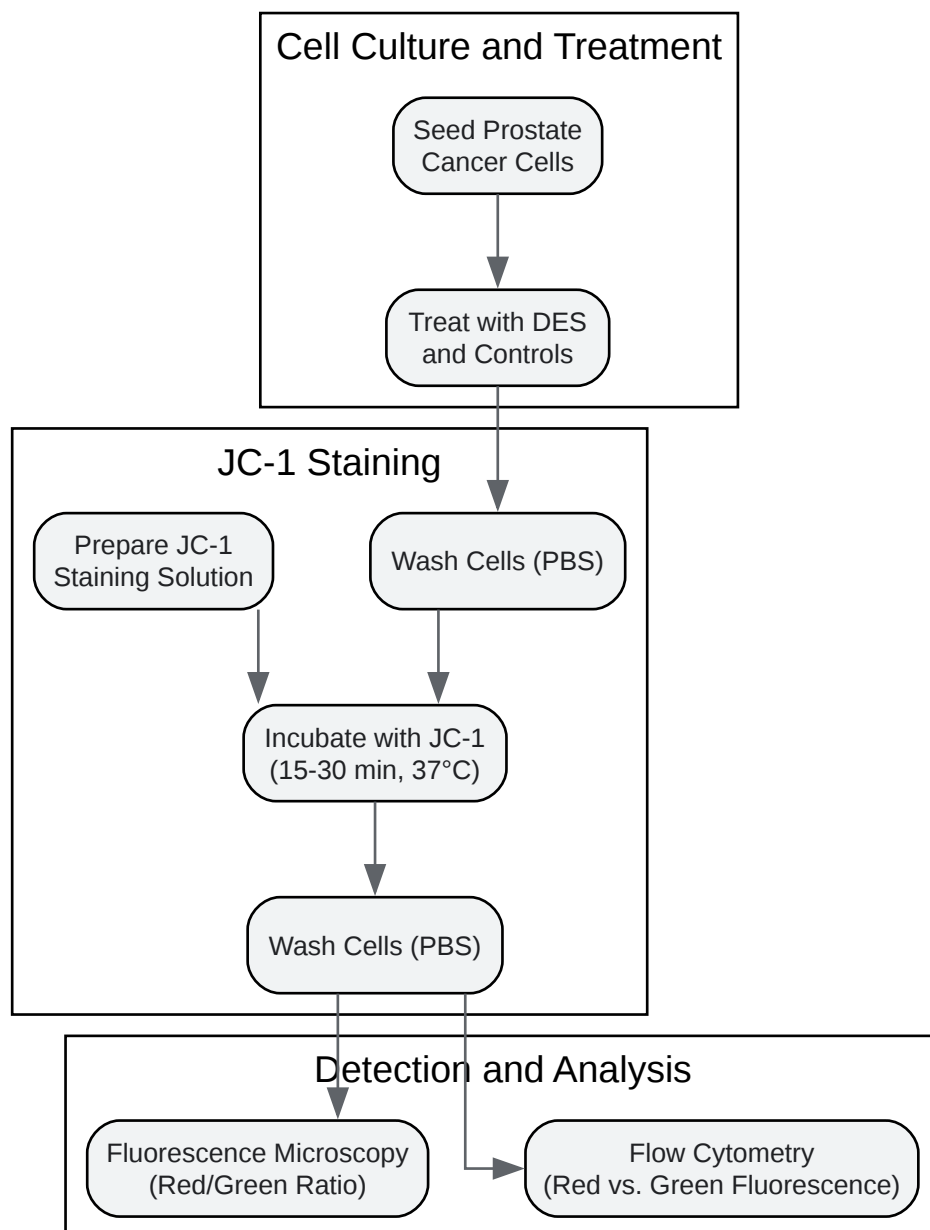 Cell Culture and Treatment
Seed Prostate
Cancer Cells
Treat with DES
and Controls
JC-1 Staining
Prepare JC-1
Staining Solution
Wash Cells (PBS)
Incubate with JC-1
(15-30 min, 37°C)
Wash Cells (PBS)
Detection and Analysis
Fluorescence Microscopy
(Red/Green Ratio)
Flow Cytometry
(Red vs. Green Fluorescence)